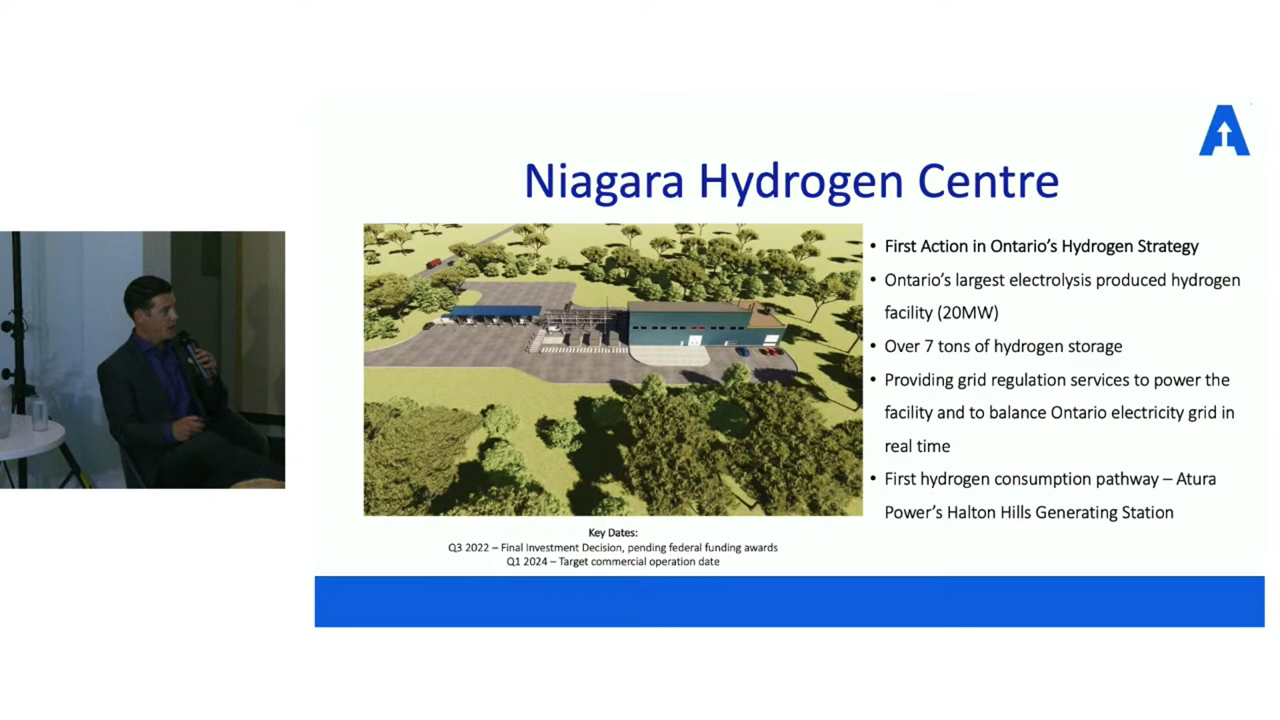 A
Niagara Hydrogen Centre
• First Action in Ontario's Hydrogen Strategy
• Ontario's largest electrolysis produced hydrogen
facility (20MW)
• Over 7 tons of hydrogen storage
• Providing grid regulation services to power the
facility and to balance Ontario electricity grid in
real time
• First hydrogen consumption pathway – Atura
Power's Halton Hills Generating Station
Key Dates:
Q3 2022 – Final Investment Decision, pending federal funding awards
Q1 2024 – Target commercial operation date